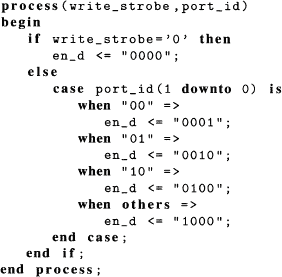 process(write_strobe,port_id)
begin
   if write_strobe='0' then
      en_d <= "0000";
   else
      case port_id(1 downto 0) is
         when "00" =>
            en_d <= "0001";
         when "01" =>
            en_d <= "0010";
         when "10" =>
            en_d <= "0100";
         when others =>
            en_d <= "1000";
      end case;
   end if;
end process;